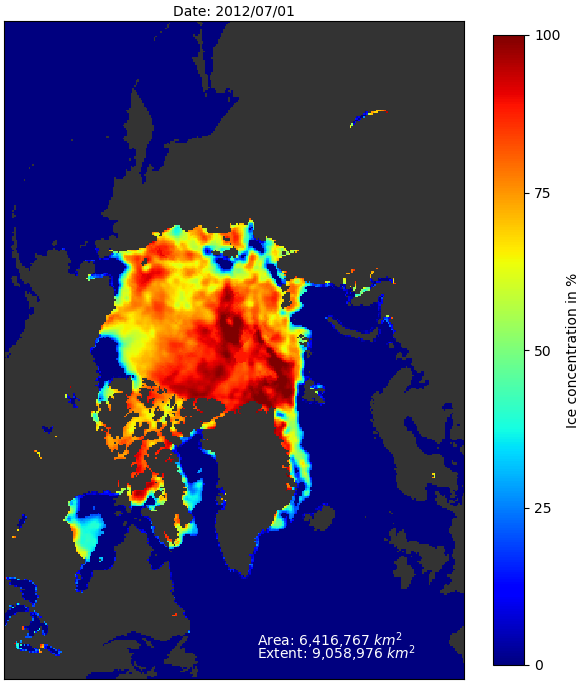 Date: 2012/07/01
100
75
50
25
0
Ice concentration in %
Area: 6,416,767 km²
Extent: 9,058,976 km²